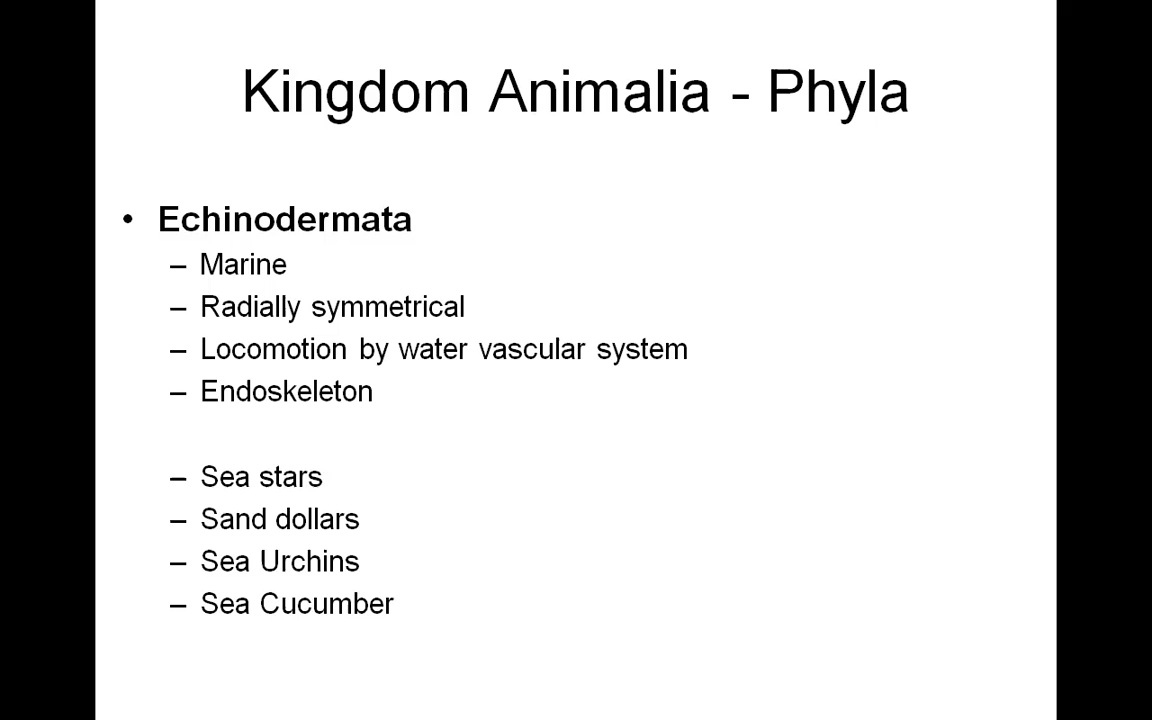 Kingdom Animalia - Phyla
• Echinodermata
– Marine
– Radially symmetrical
– Locomotion by water vascular system
– Endoskeleton
– Sea stars
– Sand dollars
– Sea Urchins
– Sea Cucumber